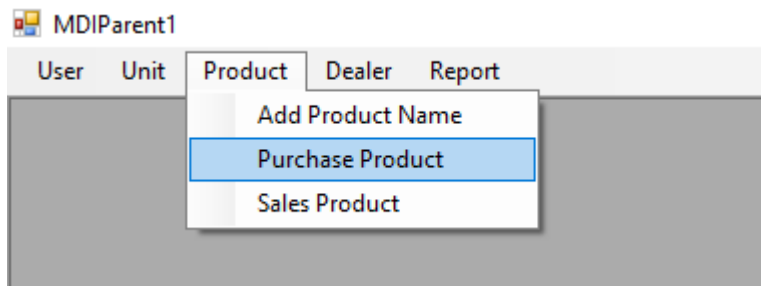 MDIParent1
User Unit Product Dealer Report
Add Product Name
Purchase Product
Sales Product